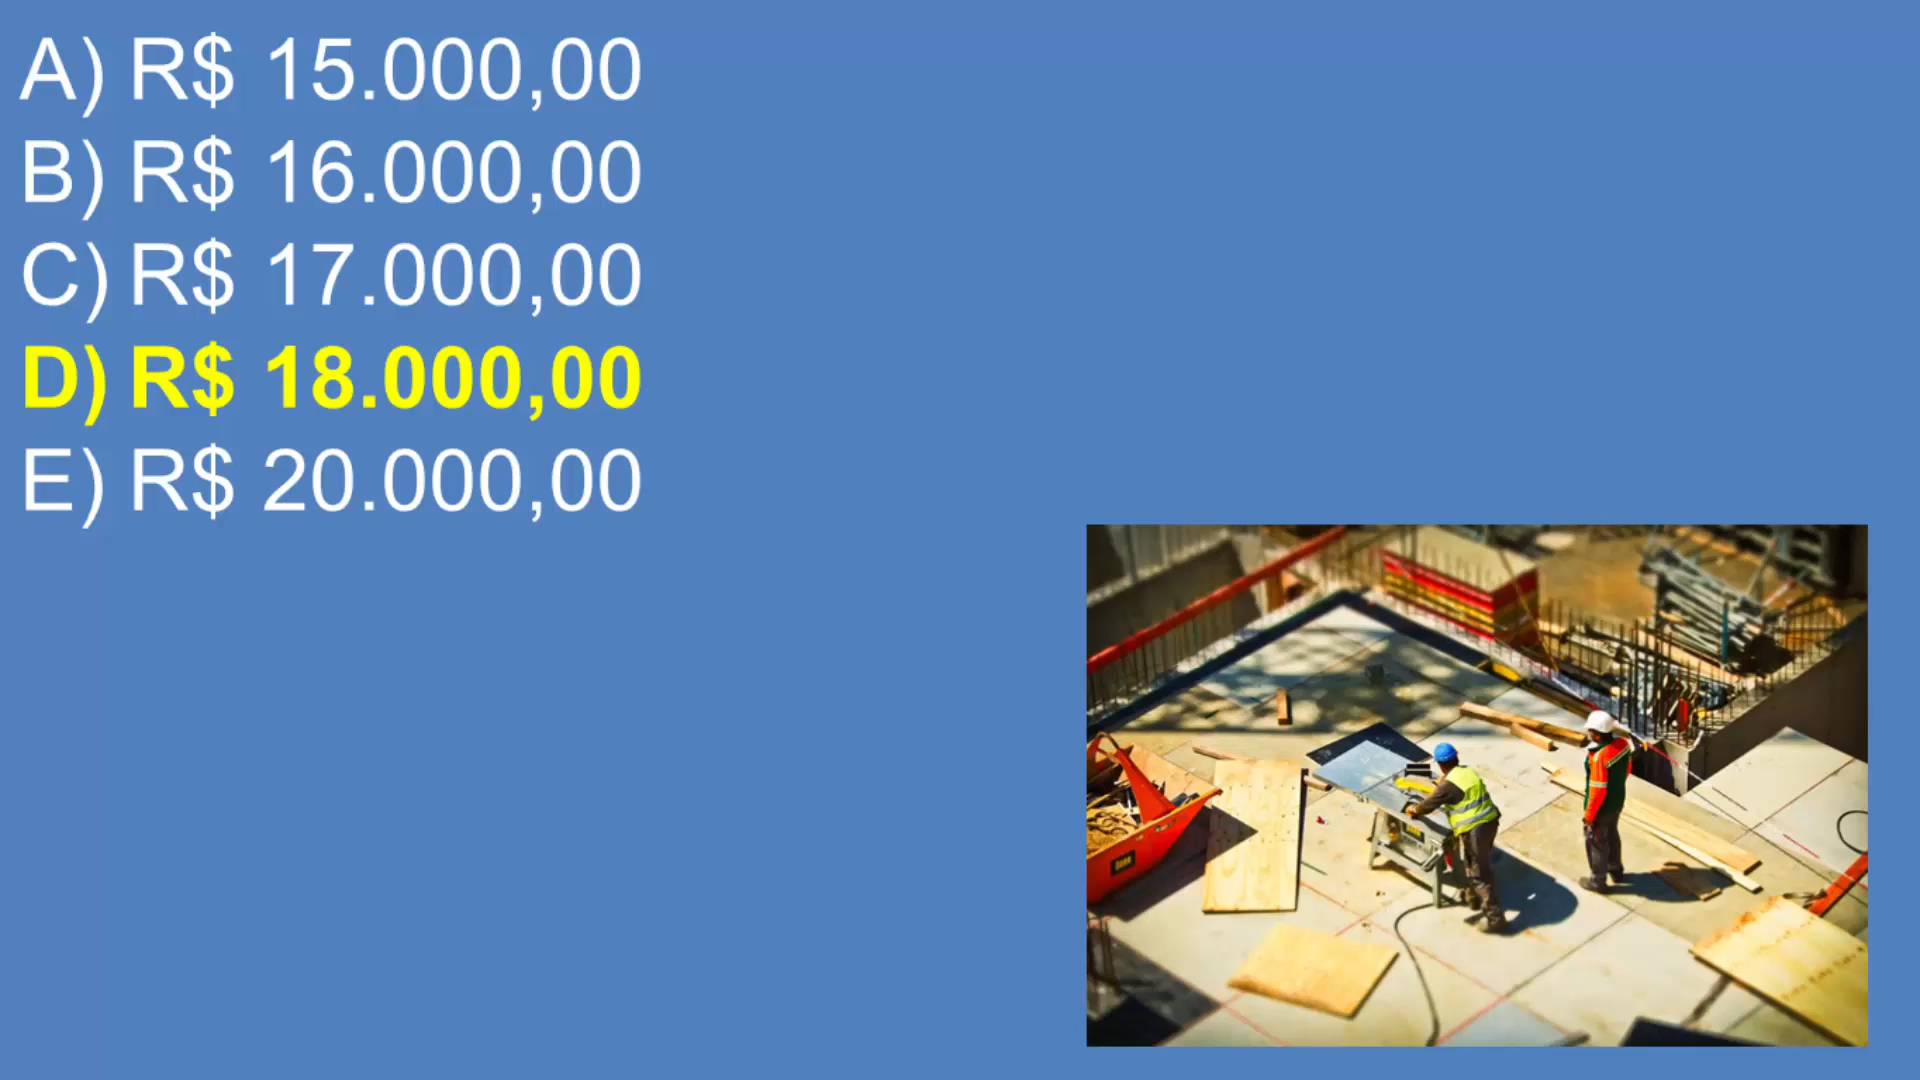 A) R$ 15.000,00
B) R$ 16.000,00
C) R$ 17.000,00
D) R$ 18.000,00
E) R$ 20.000,00